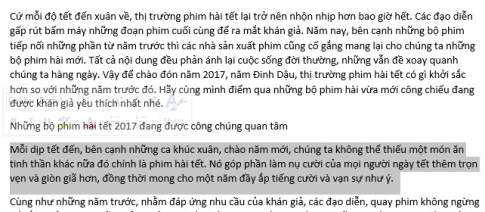 Cứ mỗi độ tết đến xuân về, thị trường phim hài tết lại trở nên nhộn nhịp hơn bao giờ hết. Các đạo diễn
gấp rút bấm máy những đoạn phim cuối cùng để ra mắt khán giả. Năm nay, bên cạnh những bộ phim
tiếp nối những phần từ năm trước thì các nhà sản xuất phim cũng cố gắng mang lại cho chúng ta những
bộ phim hài mới. Tất cả nội dung đều phản ánh lại cuộc sống đời thường, những vẫn đề xoay quanh
chúng ta hàng ngày. Vậy để chào đón năm 2017, năm Đinh Dậu, thị trường phim hài tết có gì khởi sắc
hơn so với những năm trước đó. Hãy cùng mình điểm qua những bộ phim hài vừa mới công chiếu đang
được khán giả yêu thích nhất nhé.
Những bộ phim hài tết 2017 đang được công chúng quan tâm
Mỗi dịp tết đến, bên cạnh những ca khúc xuân, chào năm mới, chúng ta không thể thiếu một món ăn
tinh thần khác nữa đó chính là phim hài tết. Nó góp phần làm nụ cười của mọi người ngày tết thêm trọn
vẹn và giòn giã hơn, đồng thời mong cho một năm đầy ắp tiếng cười và vạn sự như ý.
Cùng như những năm trước, nhằm đáp ứng nhu cầu của khán giả, các đạo diễn, quay phim không ngừng